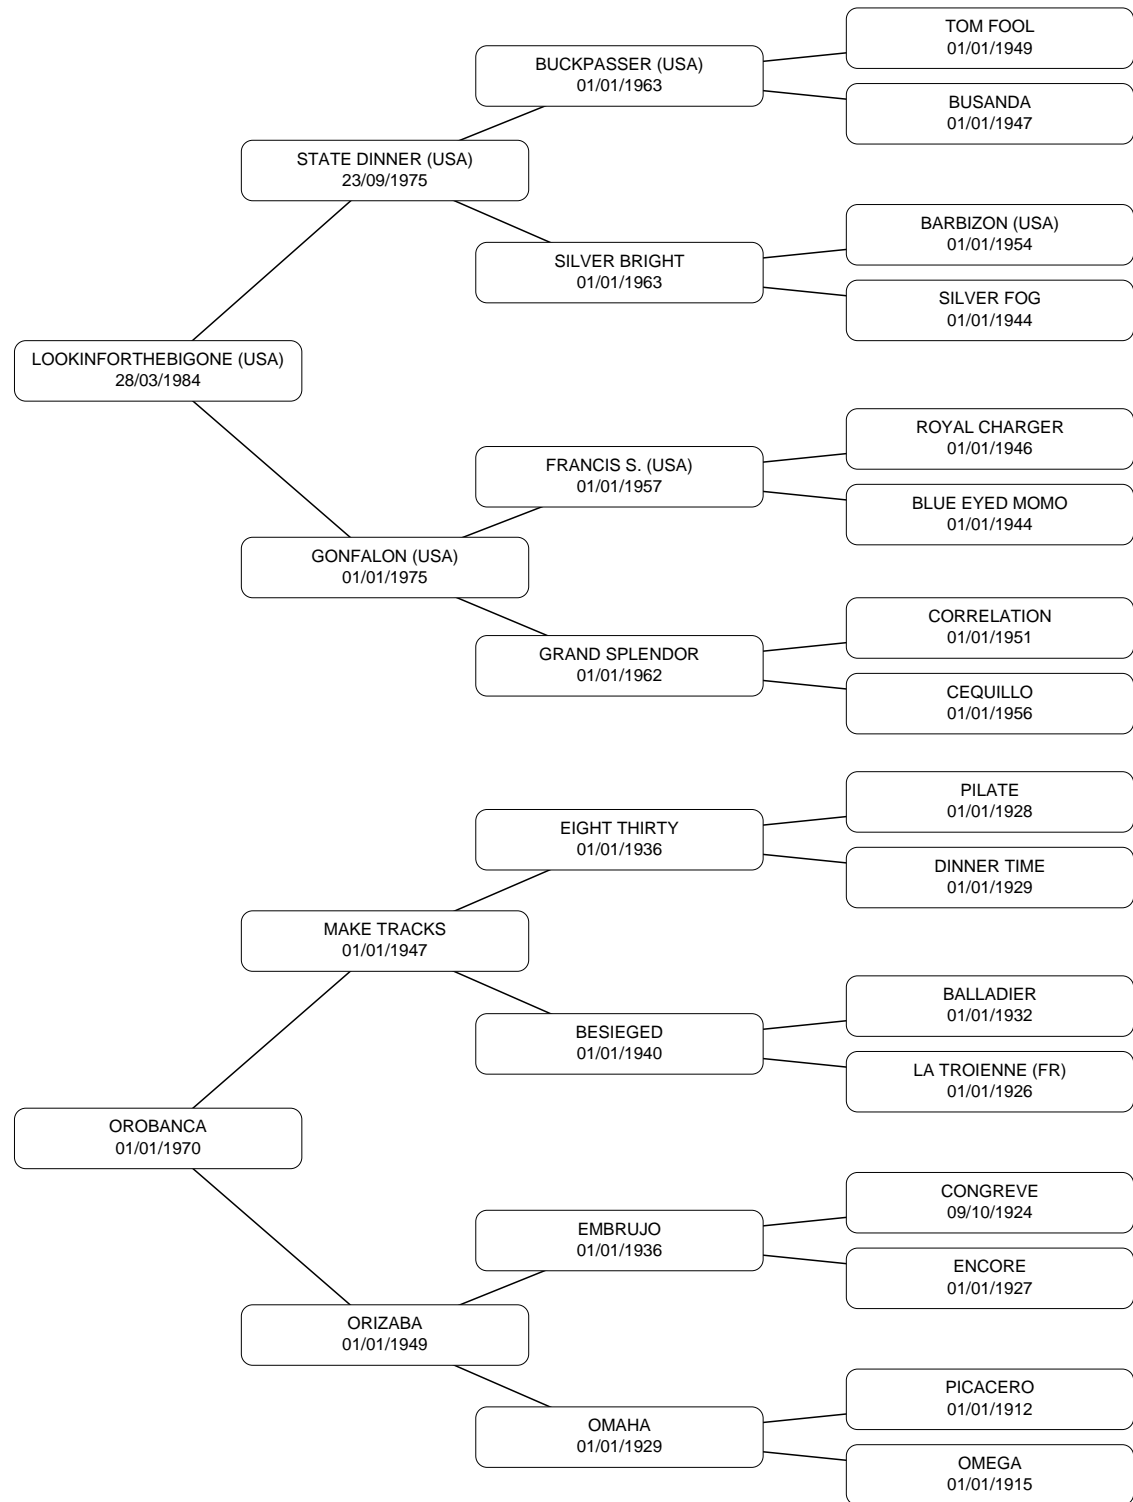 TOM FOOL
01/01/1949
BUCKPASSER (USA)
01/01/1963
BUSANDA
01/01/1947
STATE DINNER (USA)
23/09/1975
BARBIZON (USA)
01/01/1954
SILVER BRIGHT
01/01/1963
SILVER FOG
01/01/1944
LOOKINFORTHEBIGONE (USA)
28/03/1984
ROYAL CHARGER
01/01/1946
FRANCIS S. (USA)
01/01/1957
BLUE EYED MOMO
01/01/1944
GONFALON (USA)
01/01/1975
CORRELATION
01/01/1951
GRAND SPLENDOR
01/01/1962
CEQUILLO
01/01/1956
PILATE
01/01/1928
EIGHT THIRTY
01/01/1936
DINNER TIME
01/01/1929
MAKE TRACKS
01/01/1947
BALLADIER
01/01/1932
BESIEGED
01/01/1940
LA TROIENNE (FR)
01/01/1926
OROBANCA
01/01/1970
CONGREVE
09/10/1924
EMBRUJO
01/01/1936
ENCORE
01/01/1927
ORIZABA
01/01/1949
PICACERO
01/01/1912
OMAHA
01/01/1929
OMEGA
01/01/1915